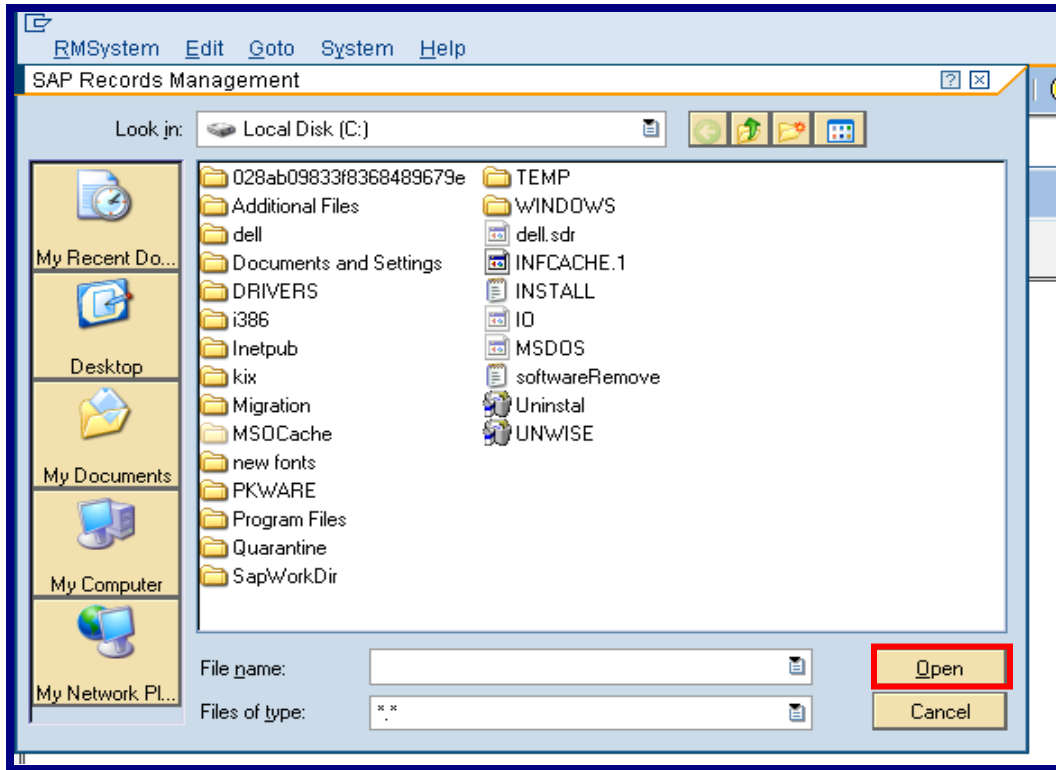 RMSystem Edit Goto System Help
SAP Records Management
Look in: Local Disk (C:)
My Recent Do...
Desktop
My Documents
My Computer
My Network Pl...
028ab09833f8368489679e
Additional Files
dell
Documents and Settings
DRIVERS
i386
Inetpub
kix
Migration
MSOCache
new fonts
PKWARE
Program Files
Quarantine
SapWorkDir
TEMP
WINDOWS
dell.sdr
INFCACHE.1
INSTALL
IO
MSDOS
softwareRemove
Uninstal
UNWISE
File name:
Open
Files of type: *.*
Cancel